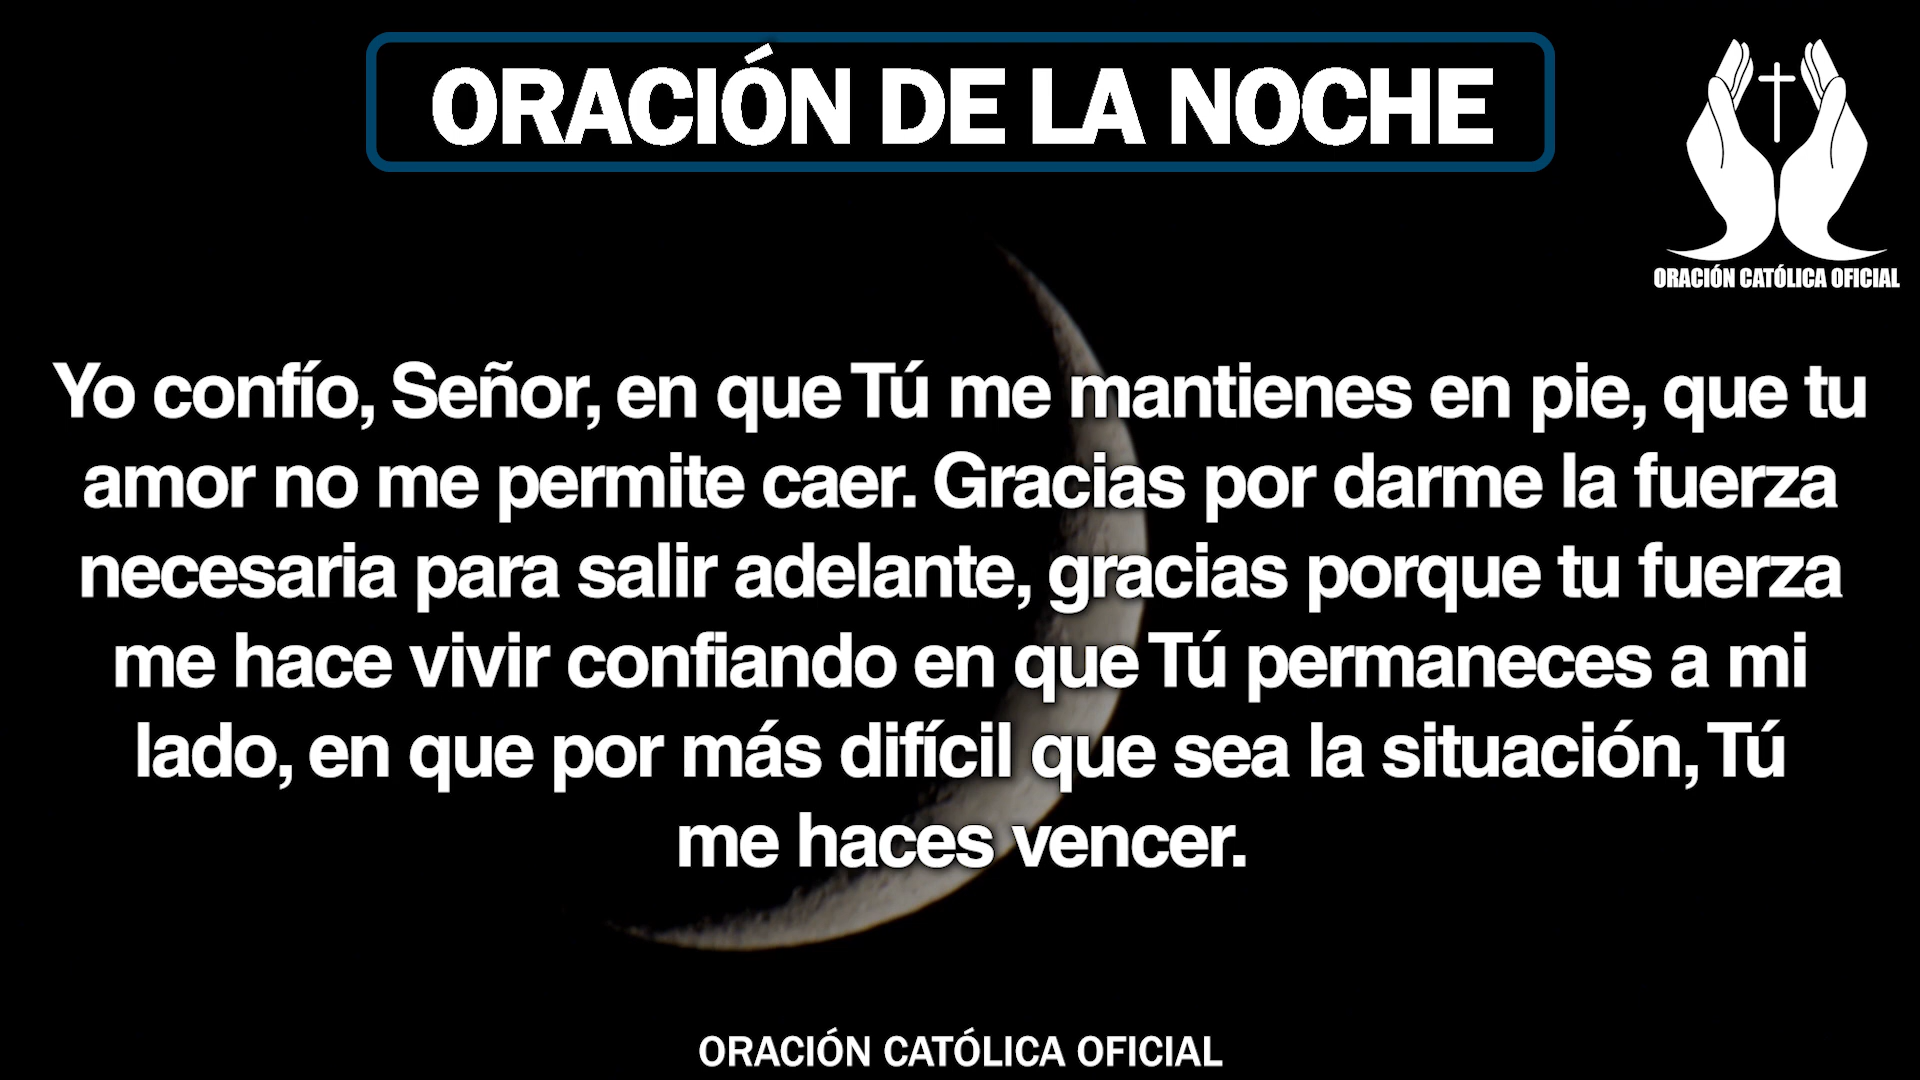 ORACIÓN DE LA NOCHE
ORACIÓN CATÓLICA OFICIAL
Yo confío, Señor, en que Tú me mantienes en pie, que tu
amor no me permite caer. Gracias por darme la fuerza
necesaria para salir adelante, gracias porque tu fuerza
me hace vivir confiando en que Tú permaneces a mi
lado, en que por más difícil que sea la situación, Tú
me haces vencer.
ORACIÓN CATÓLICA OFICIAL